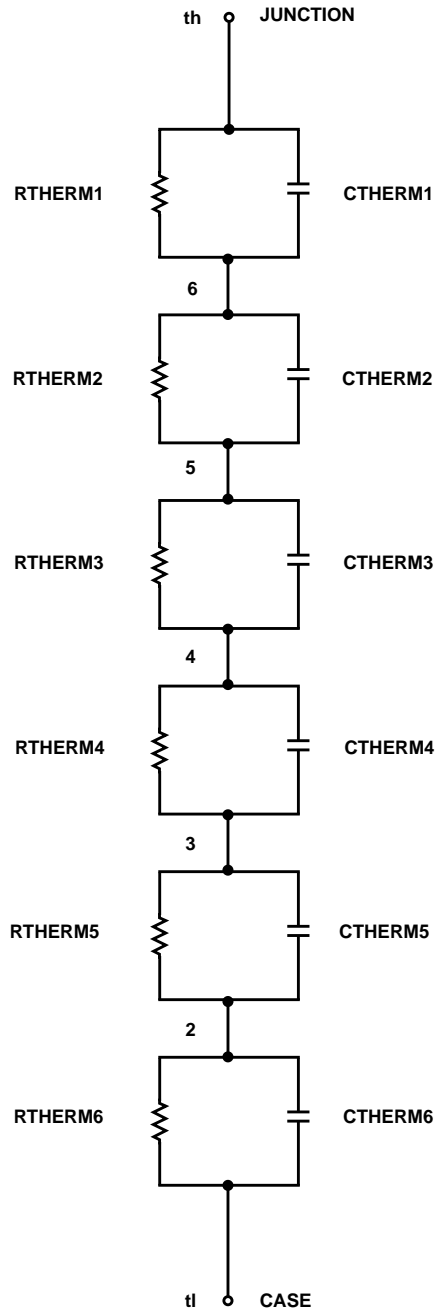 th JUNCTION
RTHERM1 CTHERM1
6
RTHERM2 CTHERM2
5
RTHERM3 CTHERM3
4
RTHERM4 CTHERM4
3
RTHERM5 CTHERM5
2
RTHERM6 CTHERM6
tl CASE